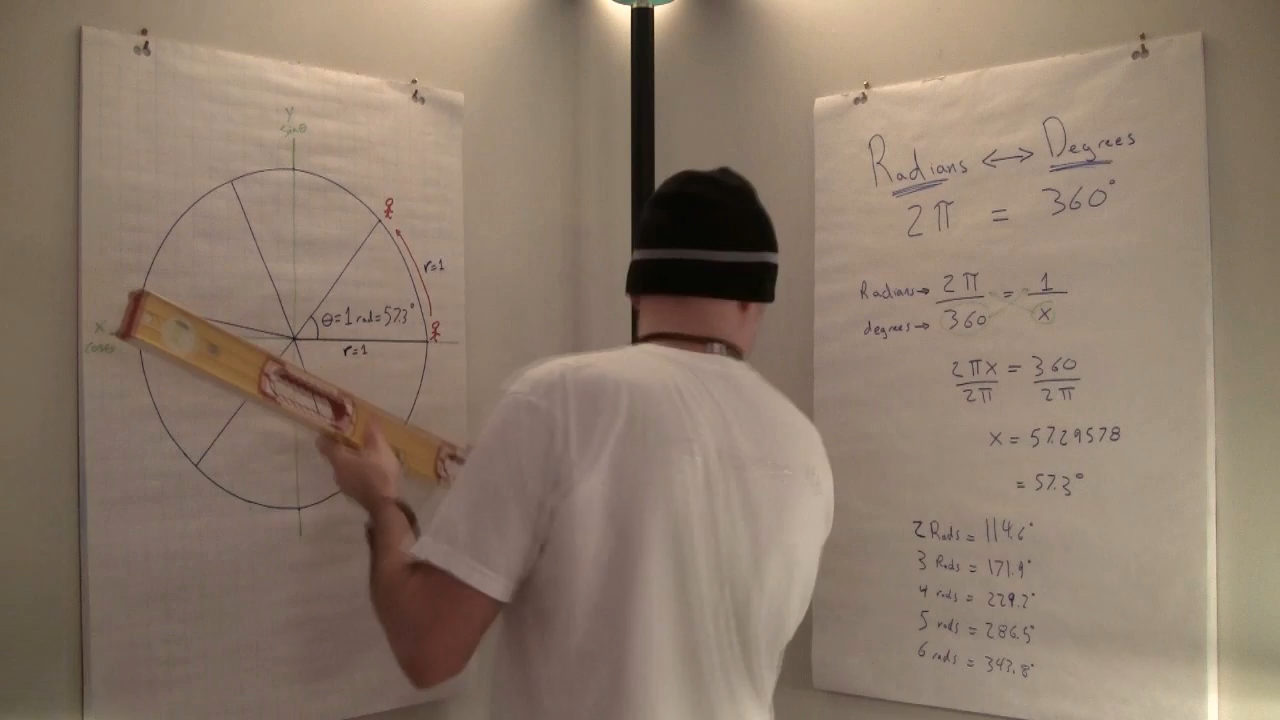 Y
sinθ
r=1
θ=1 rad=57.3°
r=1
X
cosθ
Radians ↔ Degrees
2π = 360°
Radians→ 2π/360 = 1/x
degrees→
2πx/2π = 360/2π
x = 57.29578
= 57.3°
2 Rads = 114.6°
3 Rads = 171.9°
4 rads = 229.2°
5 rads = 286.5°
6 rads = 343.8°